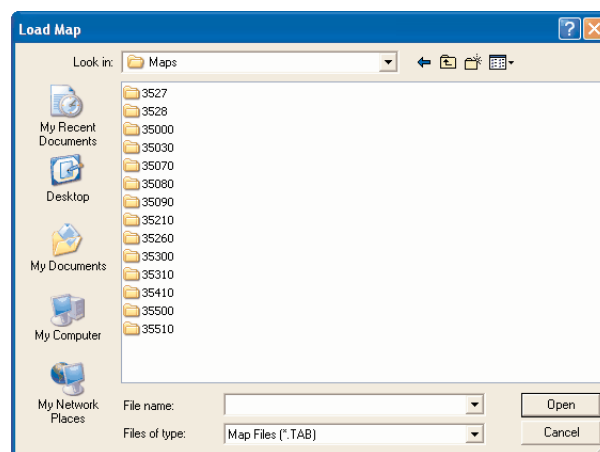 Load Map
Look in:
Maps
My Recent
Documents
Desktop
My Documents
My Computer
My Network
Places
3527
3528
35000
35030
35070
35080
35090
35210
35260
35300
35310
35410
35500
35510
File name:
Open
Files of type:
Map Files (*.TAB)
Cancel